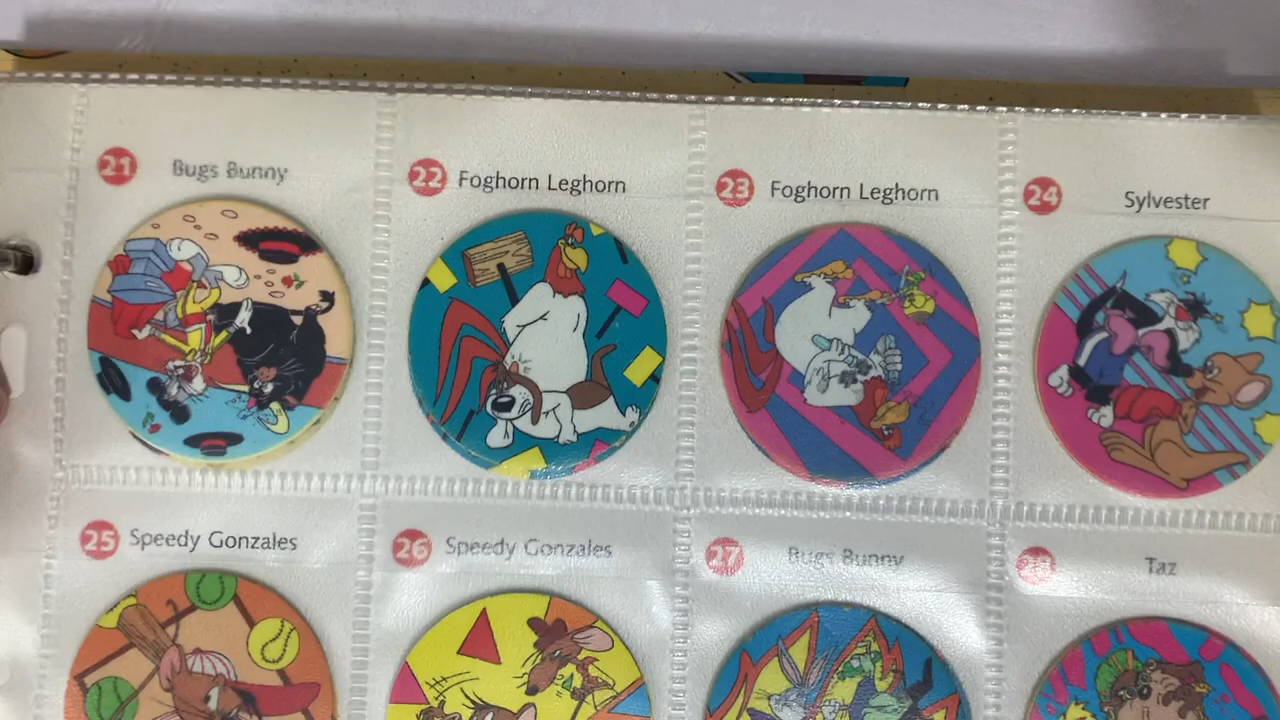 21 Bugs Bunny
22 Foghorn Leghorn
23 Foghorn Leghorn
24 Sylvester
25 Speedy Gonzales
26 Speedy Gonzales
27 Bugs Bunny
28 Taz